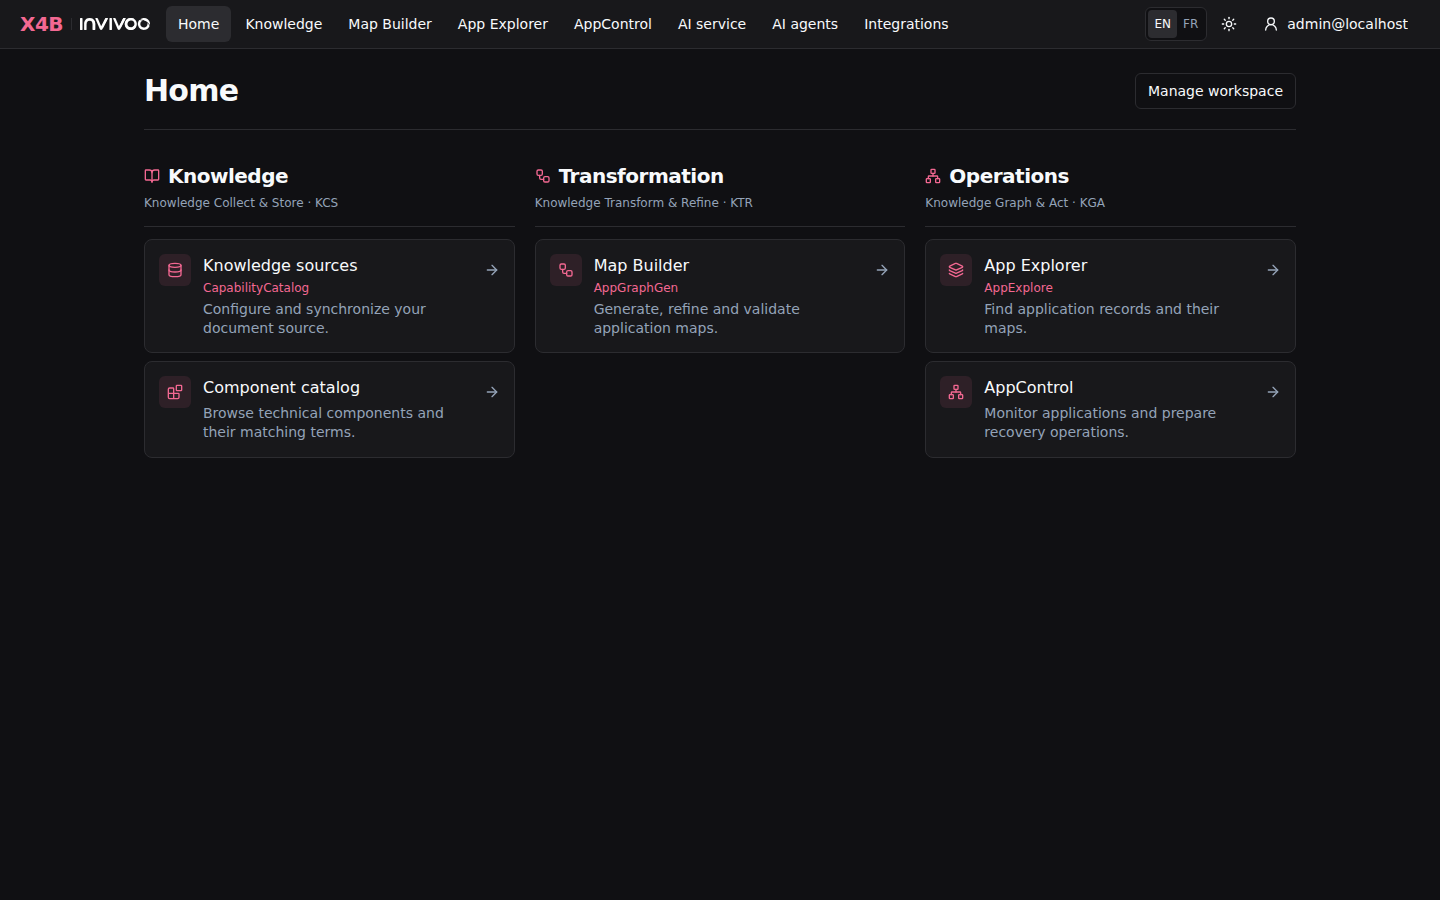 X4B INVIVOO Home Knowledge Map Builder App Explorer AppControl AI service AI agents Integrations EN FR admin@localhost
Home
Manage workspace
Knowledge
Knowledge Collect & Store · KCS
Knowledge sources
CapabilityCatalog
Configure and synchronize your
document source.
Component catalog
Browse technical components and
their matching terms.
Transformation
Knowledge Transform & Refine · KTR
Map Builder
AppGraphGen
Generate, refine and validate
application maps.
Operations
Knowledge Graph & Act · KGA
App Explorer
AppExplore
Find application records and their
maps.
AppControl
Monitor applications and prepare
recovery operations.